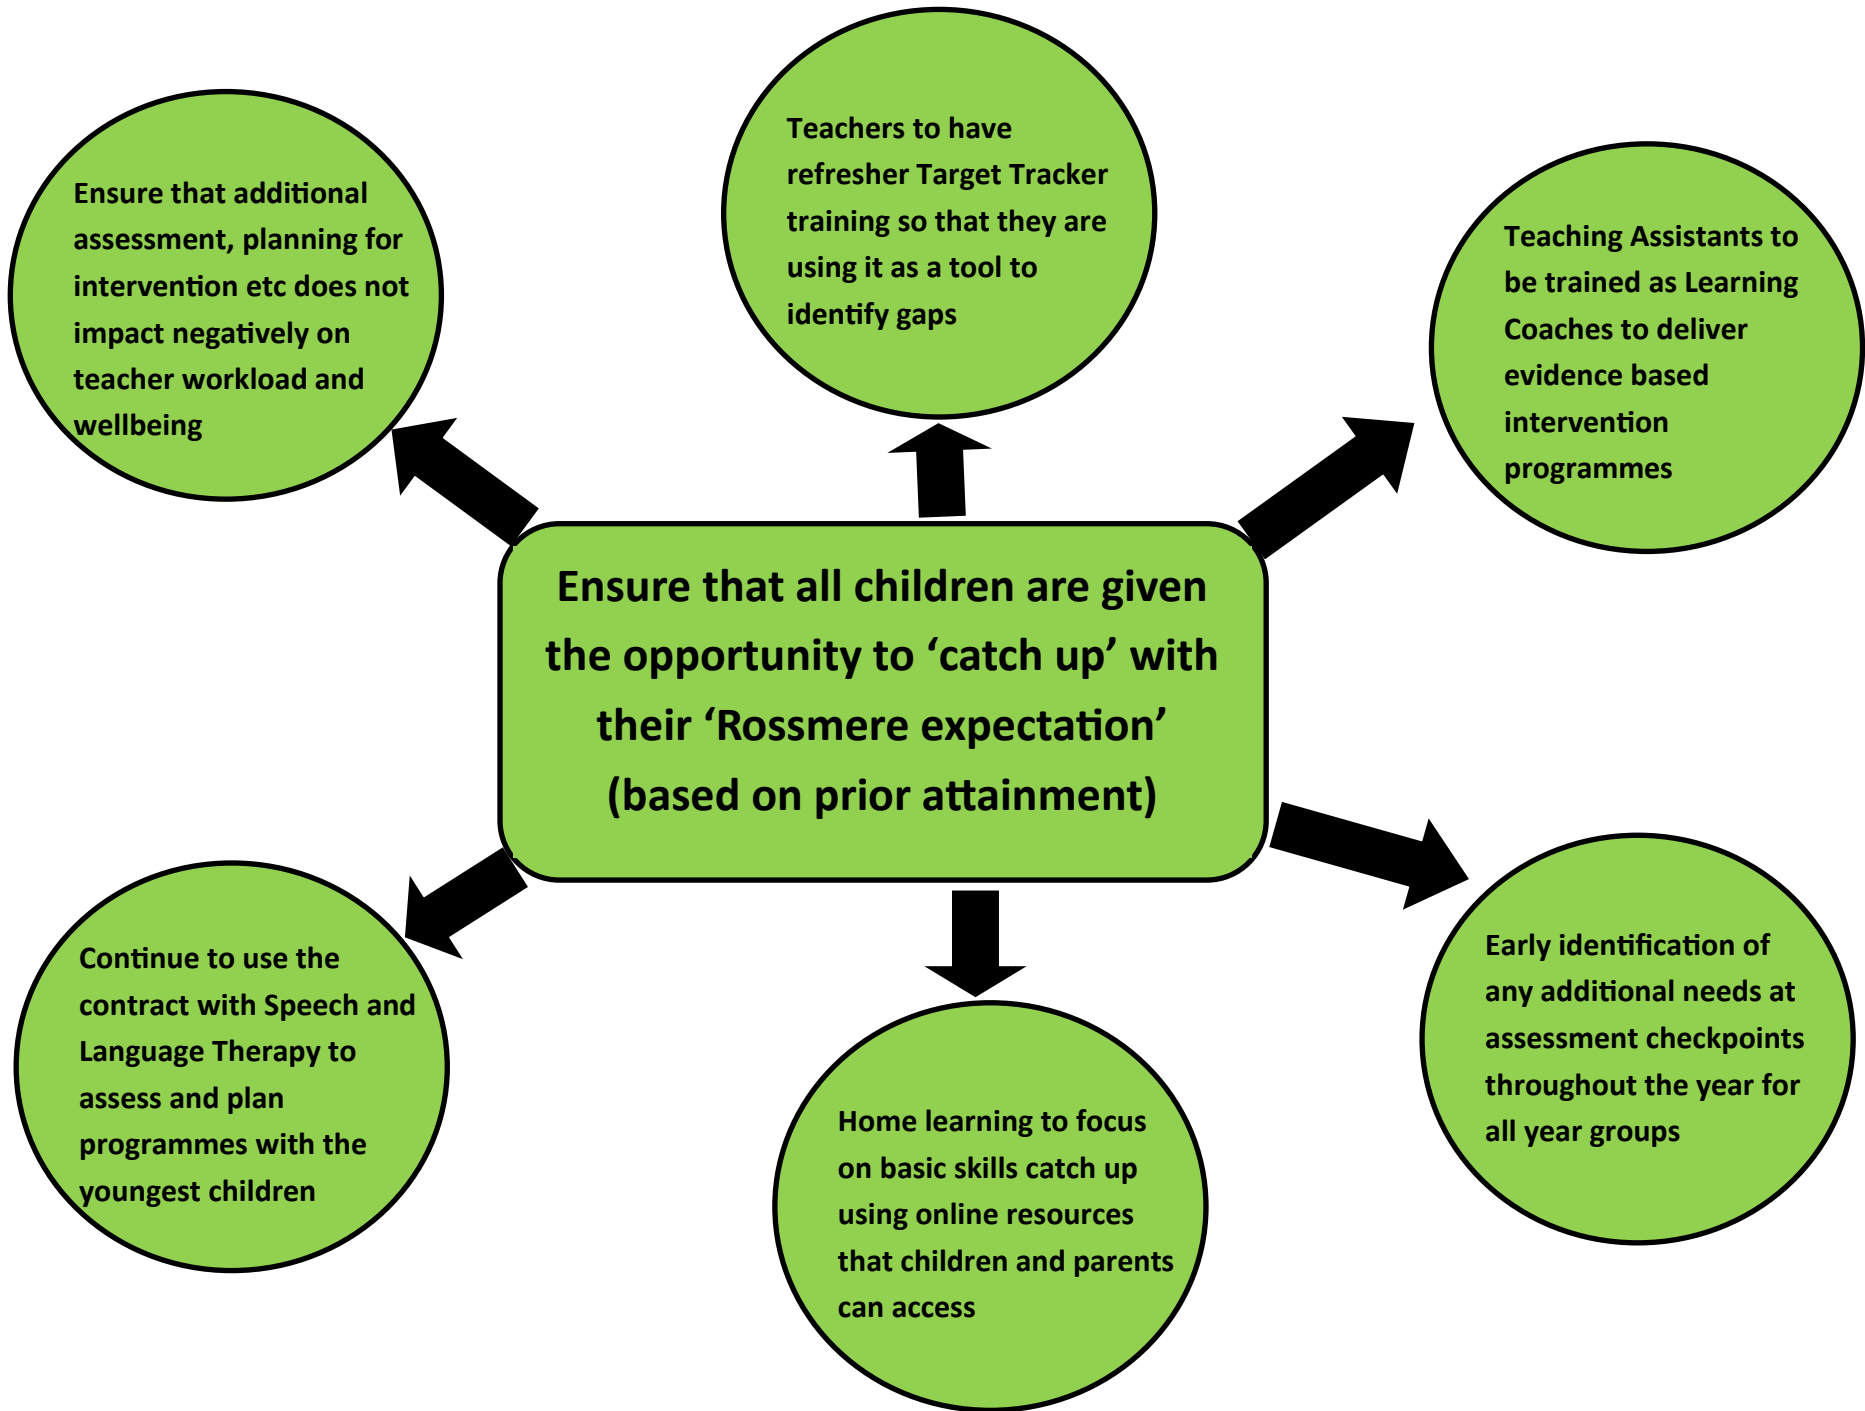 Ensure that additional
assessment, planning for
intervention etc does not
impact negatively on
teacher workload and
wellbeing
Teachers to have
refresher Target Tracker
training so that they are
using it as a tool to
identify gaps
Teaching Assistants to
be trained as Learning
Coaches to deliver
evidence based
intervention
programmes
Ensure that all children are given
the opportunity to ‘catch up’ with
their ‘Rossmere expectation’
(based on prior attainment)
Continue to use the
contract with Speech and
Language Therapy to
assess and plan
programmes with the
youngest children
Home learning to focus
on basic skills catch up
using online resources
that children and parents
can access
Early identification of
any additional needs at
assessment checkpoints
throughout the year for
all year groups